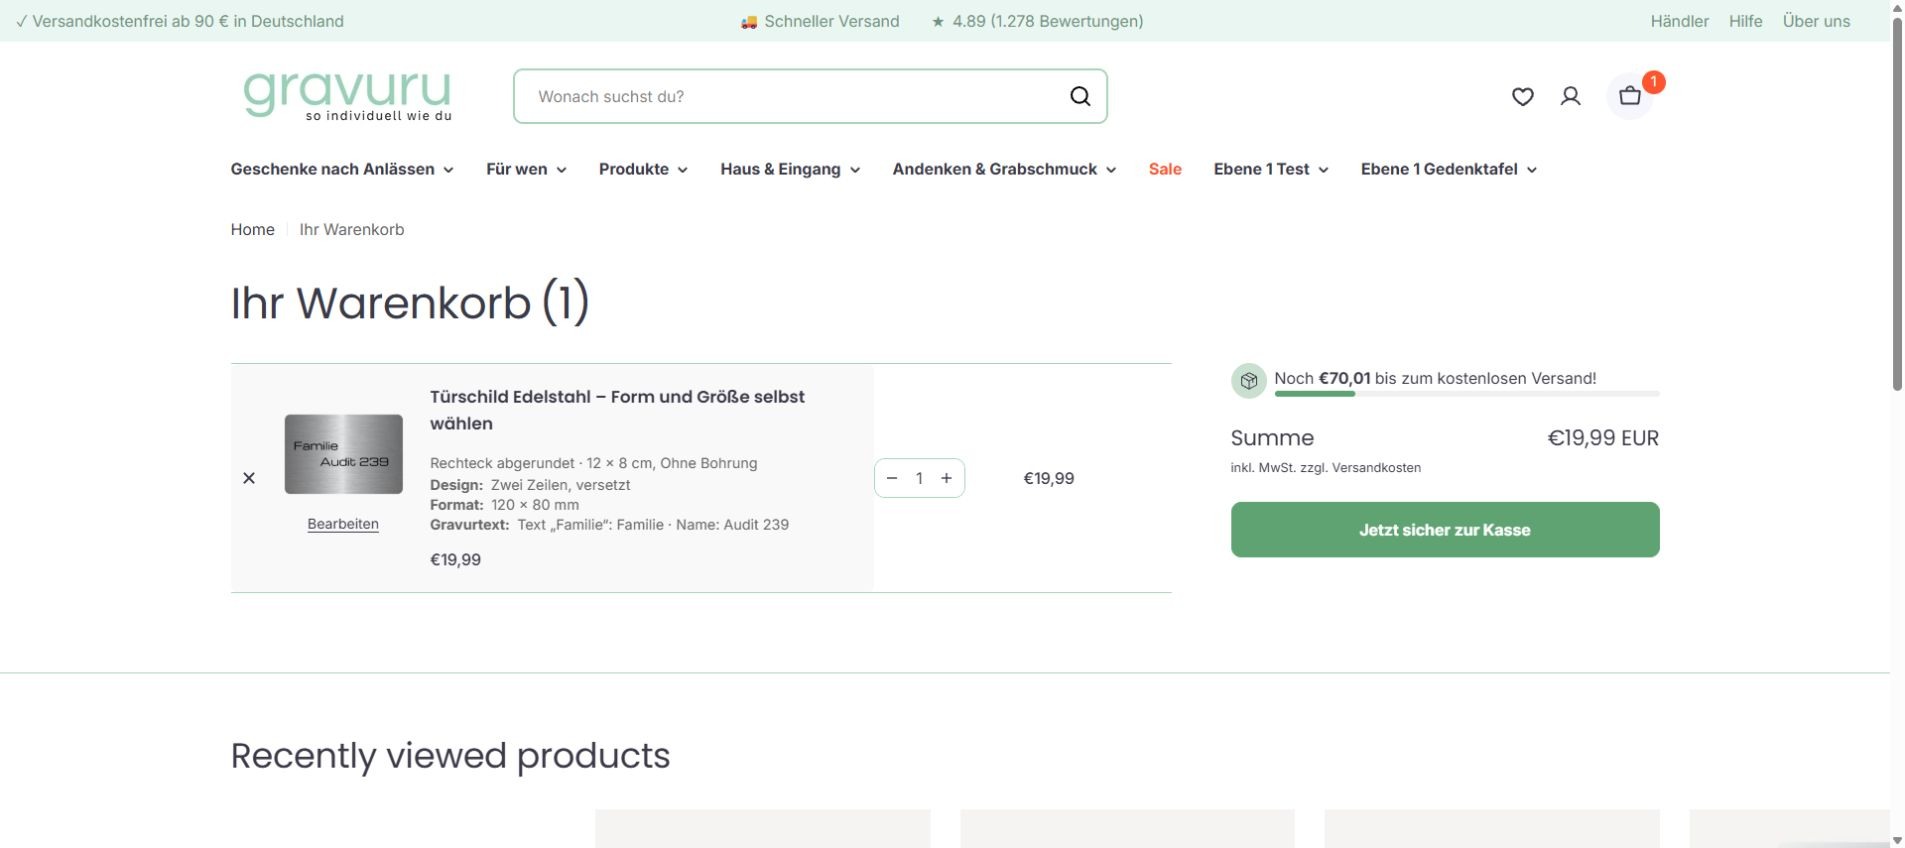 ✓ Versandkostenfrei ab 90 € in Deutschland
🚚 Schneller Versand
★ 4.89 (1.278 Bewertungen)
Händler
Hilfe
Über uns
gravuru
so individuell wie du
Wonach suchst du?
1
Geschenke nach Anlässen
Für wen
Produkte
Haus & Eingang
Andenken & Grabschmuck
Sale
Ebene 1 Test
Ebene 1 Gedenktafel
Home
Ihr Warenkorb
Ihr Warenkorb (1)
Familie
Audit 239
Bearbeiten
Türschild Edelstahl – Form und Größe selbst
wählen
Rechteck abgerundet · 12 × 8 cm, Ohne Bohrung
Design: Zwei Zeilen, versetzt
Format: 120 × 80 mm
Gravurtext: Text „Familie“: Familie · Name: Audit 239
€19,99
− 1 +
€19,99
Noch €70,01 bis zum kostenlosen Versand!
Summe
€19,99 EUR
inkl. MwSt. zzgl. Versandkosten
Jetzt sicher zur Kasse
Recently viewed products